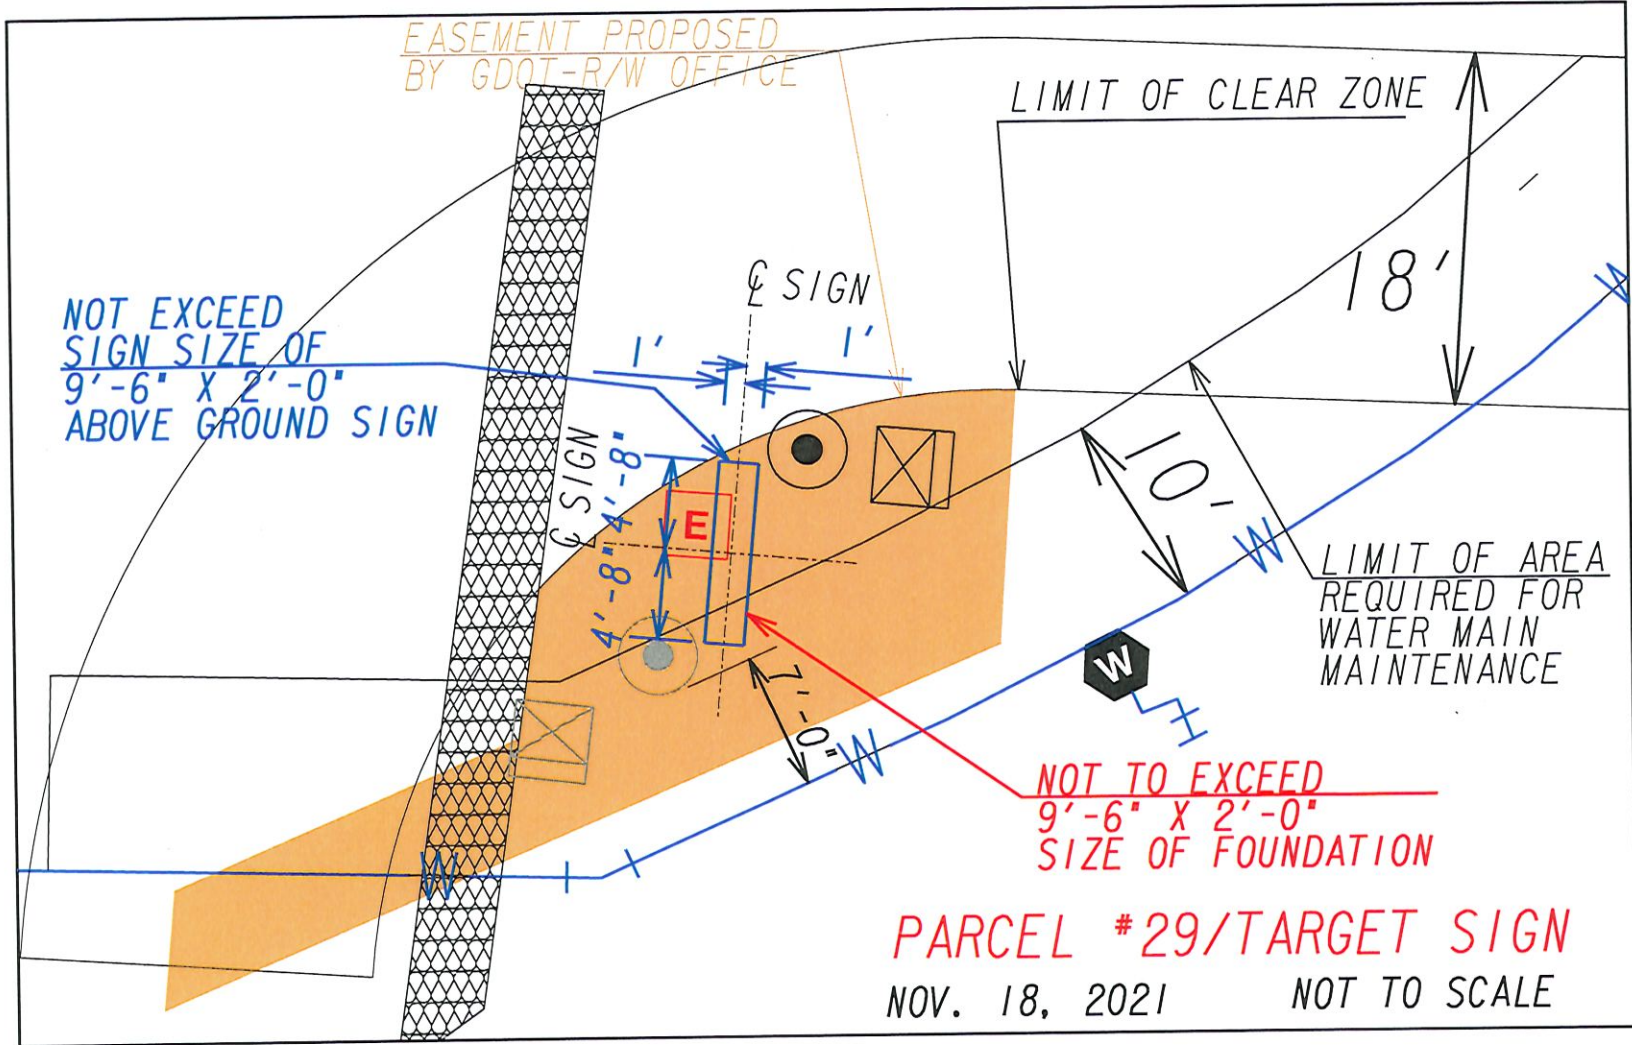 EASEMENT PROPOSED
BY GDOT-R/W OFFICE
LIMIT OF CLEAR ZONE
18'
℄ SIGN
NOT EXCEED
SIGN SIZE OF
9'-6" X 2'-0"
ABOVE GROUND SIGN
1'
1'
℄ SIGN
4'-8"
4'-8"
E
10'
W
W
LIMIT OF AREA
REQUIRED FOR
WATER MAIN
MAINTENANCE
W
7'-0"
W
NOT TO EXCEED
9'-6" X 2'-0"
SIZE OF FOUNDATION
W
PARCEL #29/TARGET SIGN
NOV. 18, 2021
NOT TO SCALE